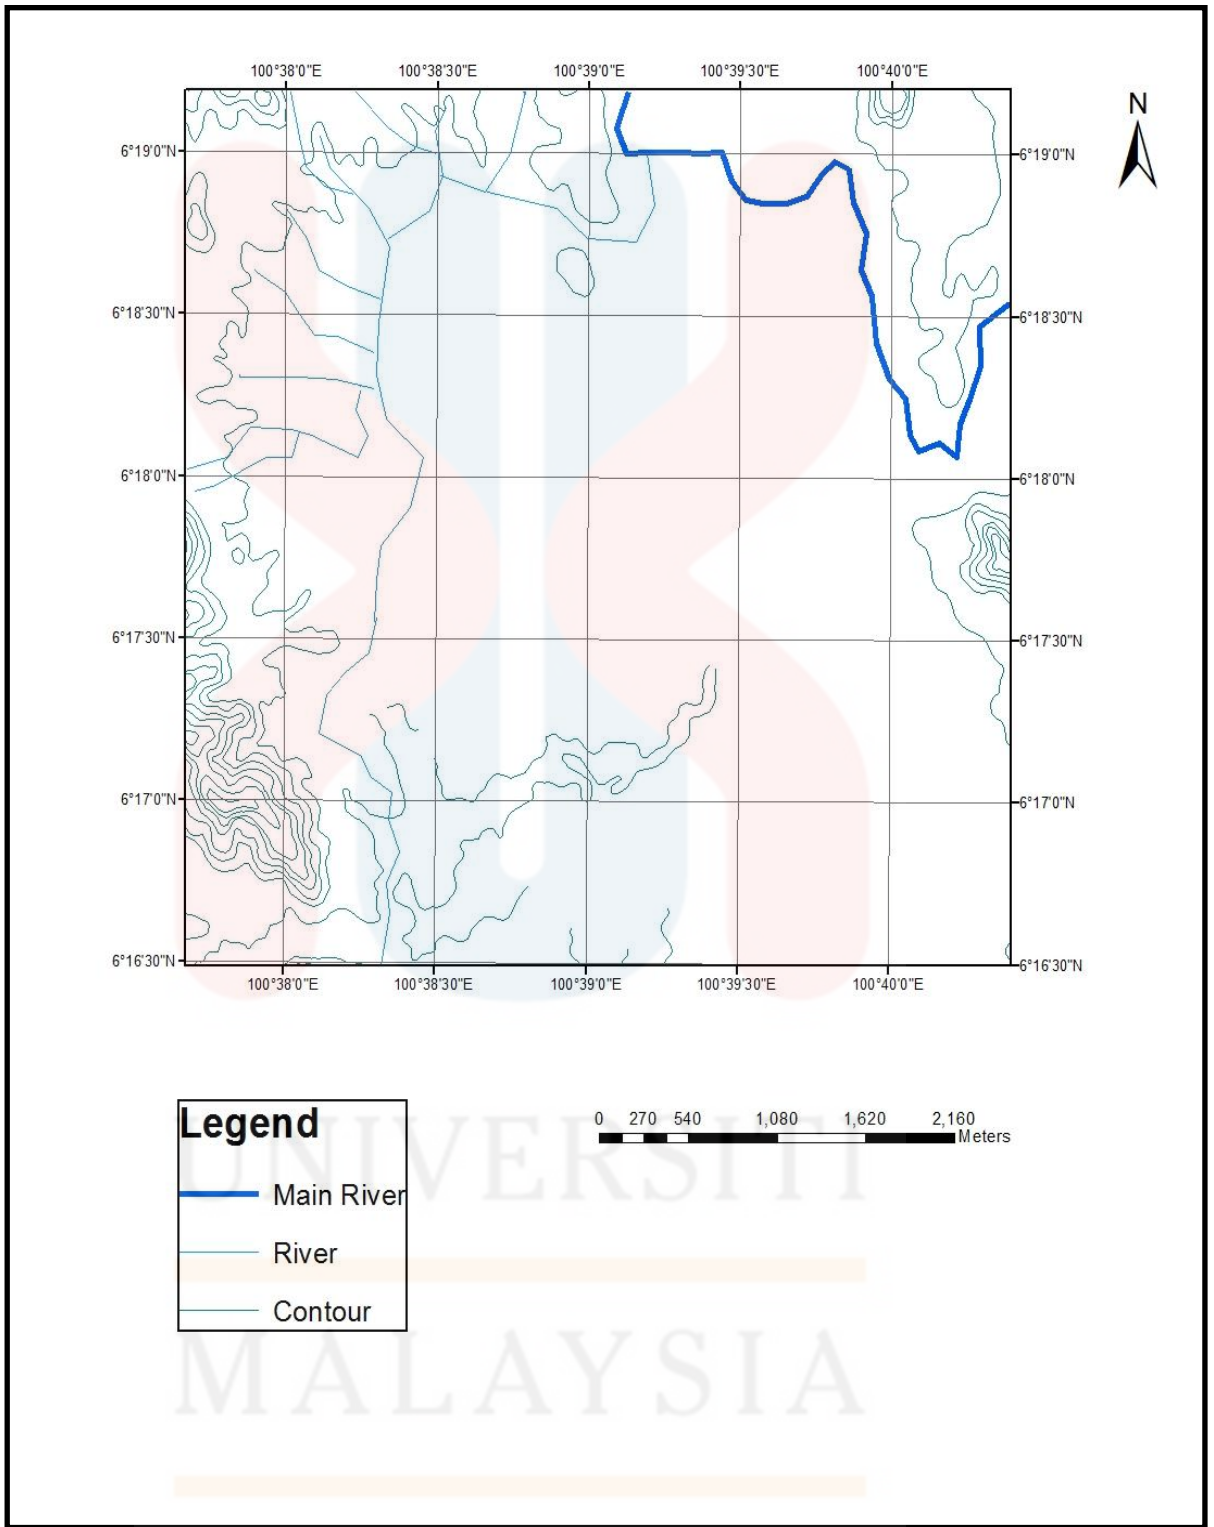 100°38'0"E 100°38'30"E 100°39'0"E 100°39'30"E 100°40'0"E
N
6°19'0"N 6°19'0"N
6°18'30"N 6°18'30"N
6°18'0"N 6°18'0"N
6°17'30"N 6°17'30"N
6°17'0"N 6°17'0"N
6°16'30"N 6°16'30"N
100°38'0"E 100°38'30"E 100°39'0"E 100°39'30"E 100°40'0"E
0 270 540 1,080 1,620 2,160
Meters
Legend
Main River
River
Contour
UNIVERSITI
MALAYSIA